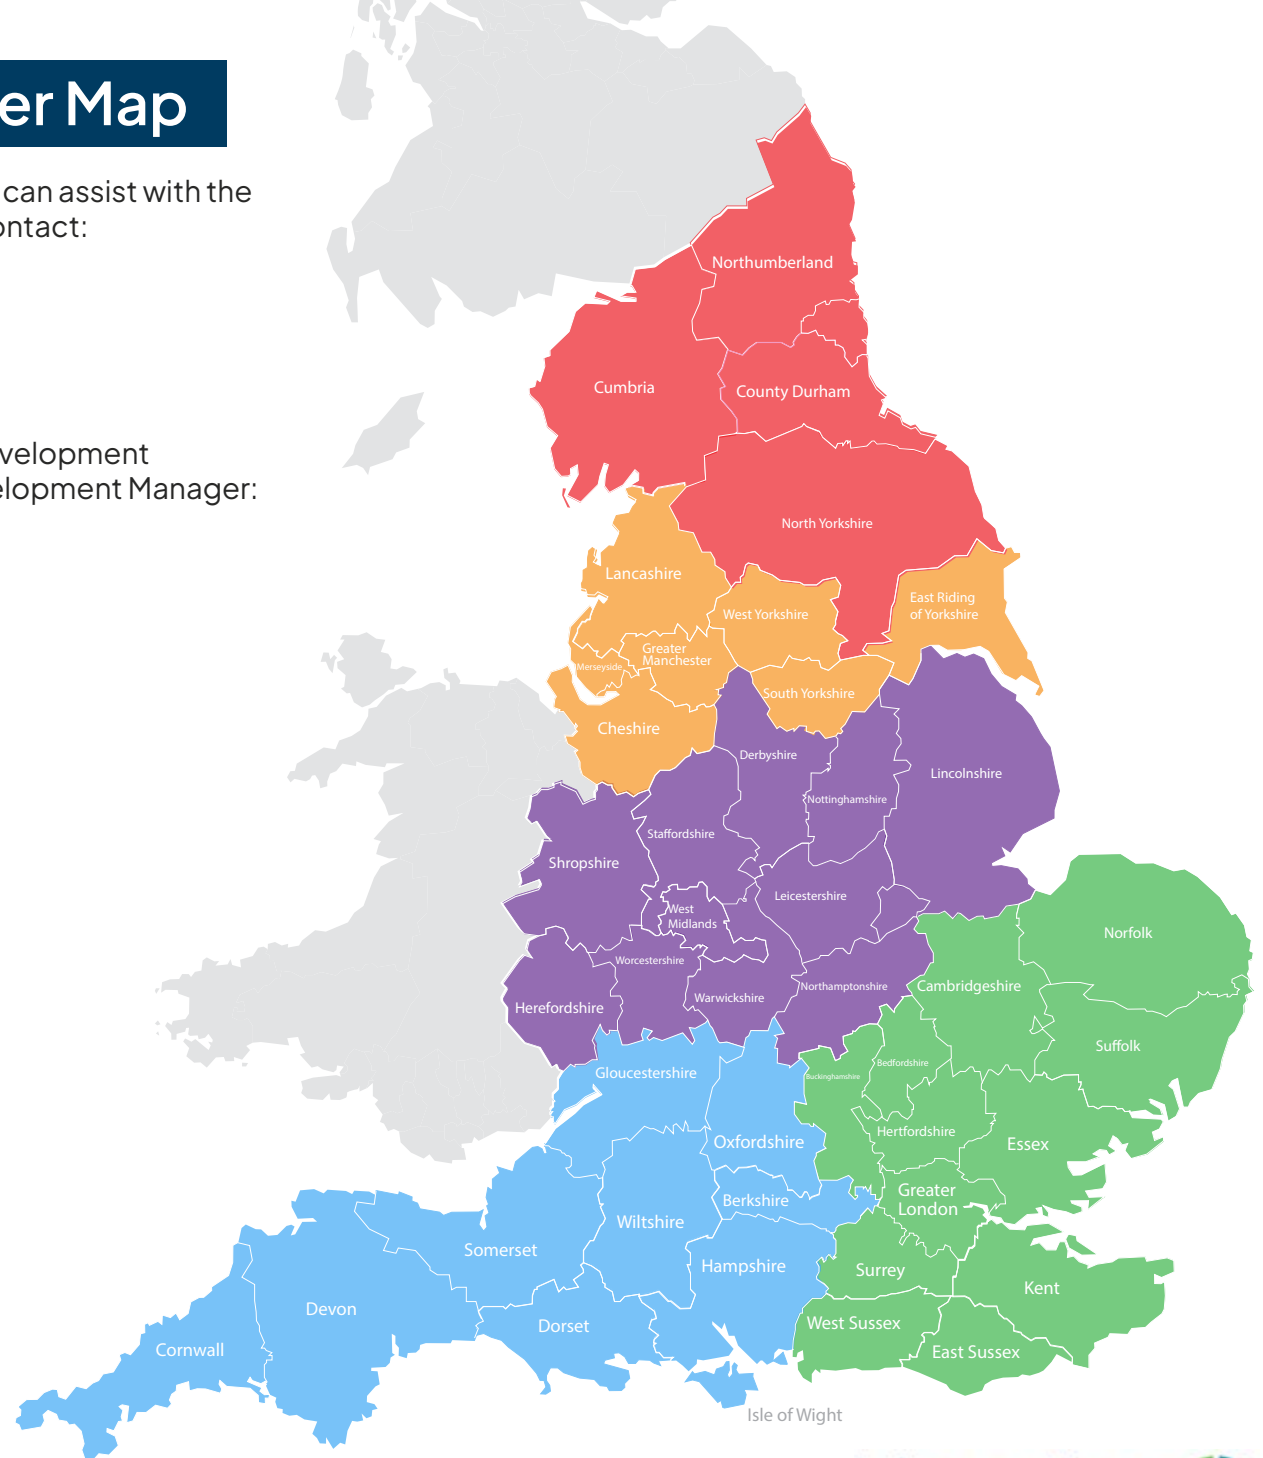 er Map
can assist with the
ontact:
velopment
elopment Manager:
Northumberland
Cumbria
County Durham
North Yorkshire
Lancashire
West Yorkshire
East Riding
of Yorkshire
Greater
Manchester
Merseyside
South Yorkshire
Cheshire
Derbyshire
Lincolnshire
Nottinghamshire
Staffordshire
Shropshire
Leicestershire
West
Midlands
Norfolk
Worcestershire
Cambridgeshire
Northamptonshire
Warwickshire
Herefordshire
Suffolk
Bedfordshire
Gloucestershire
Buckinghamshire
Hertfordshire
Oxfordshire
Essex
Greater
London
Berkshire
Wiltshire
Somerset
Hampshire
Surrey
Kent
Devon
Dorset
West Sussex
Cornwall
East Sussex
Isle of Wight